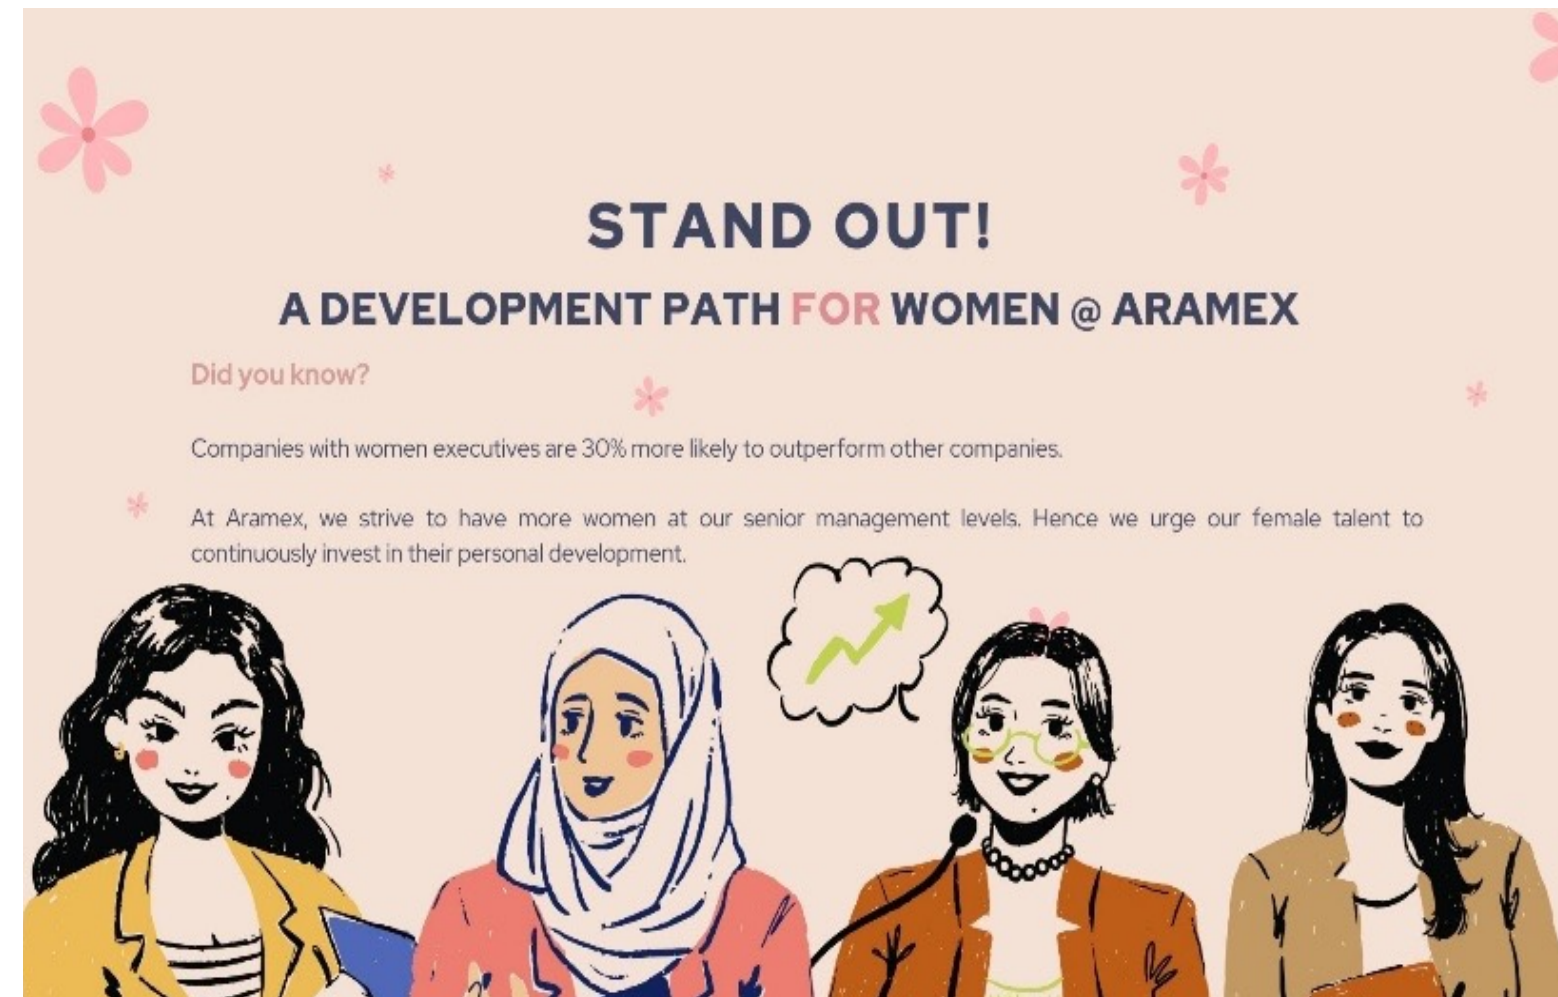 STAND OUT!
A DEVELOPMENT PATH FOR WOMEN @ ARAMEX
Did you know?
Companies with women executives are 30% more likely to outperform other companies.
At Aramex, we strive to have more women at our senior management levels. Hence we urge our female talent to
continuously invest in their personal development.